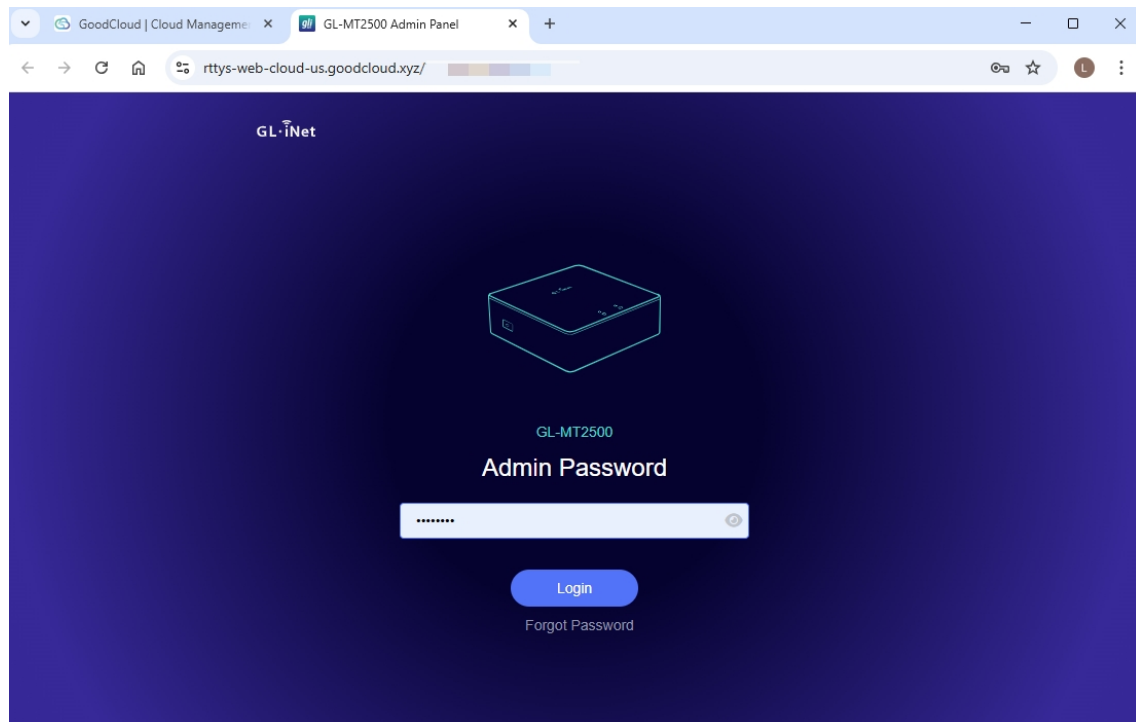 GoodCloud | Cloud Manageme
GL-MT2500 Admin Panel
rttys-web-cloud-us.goodcloud.xyz/
L
GL·iNet
GL-MT2500
Admin Password
••••••••
Login
Forgot Password